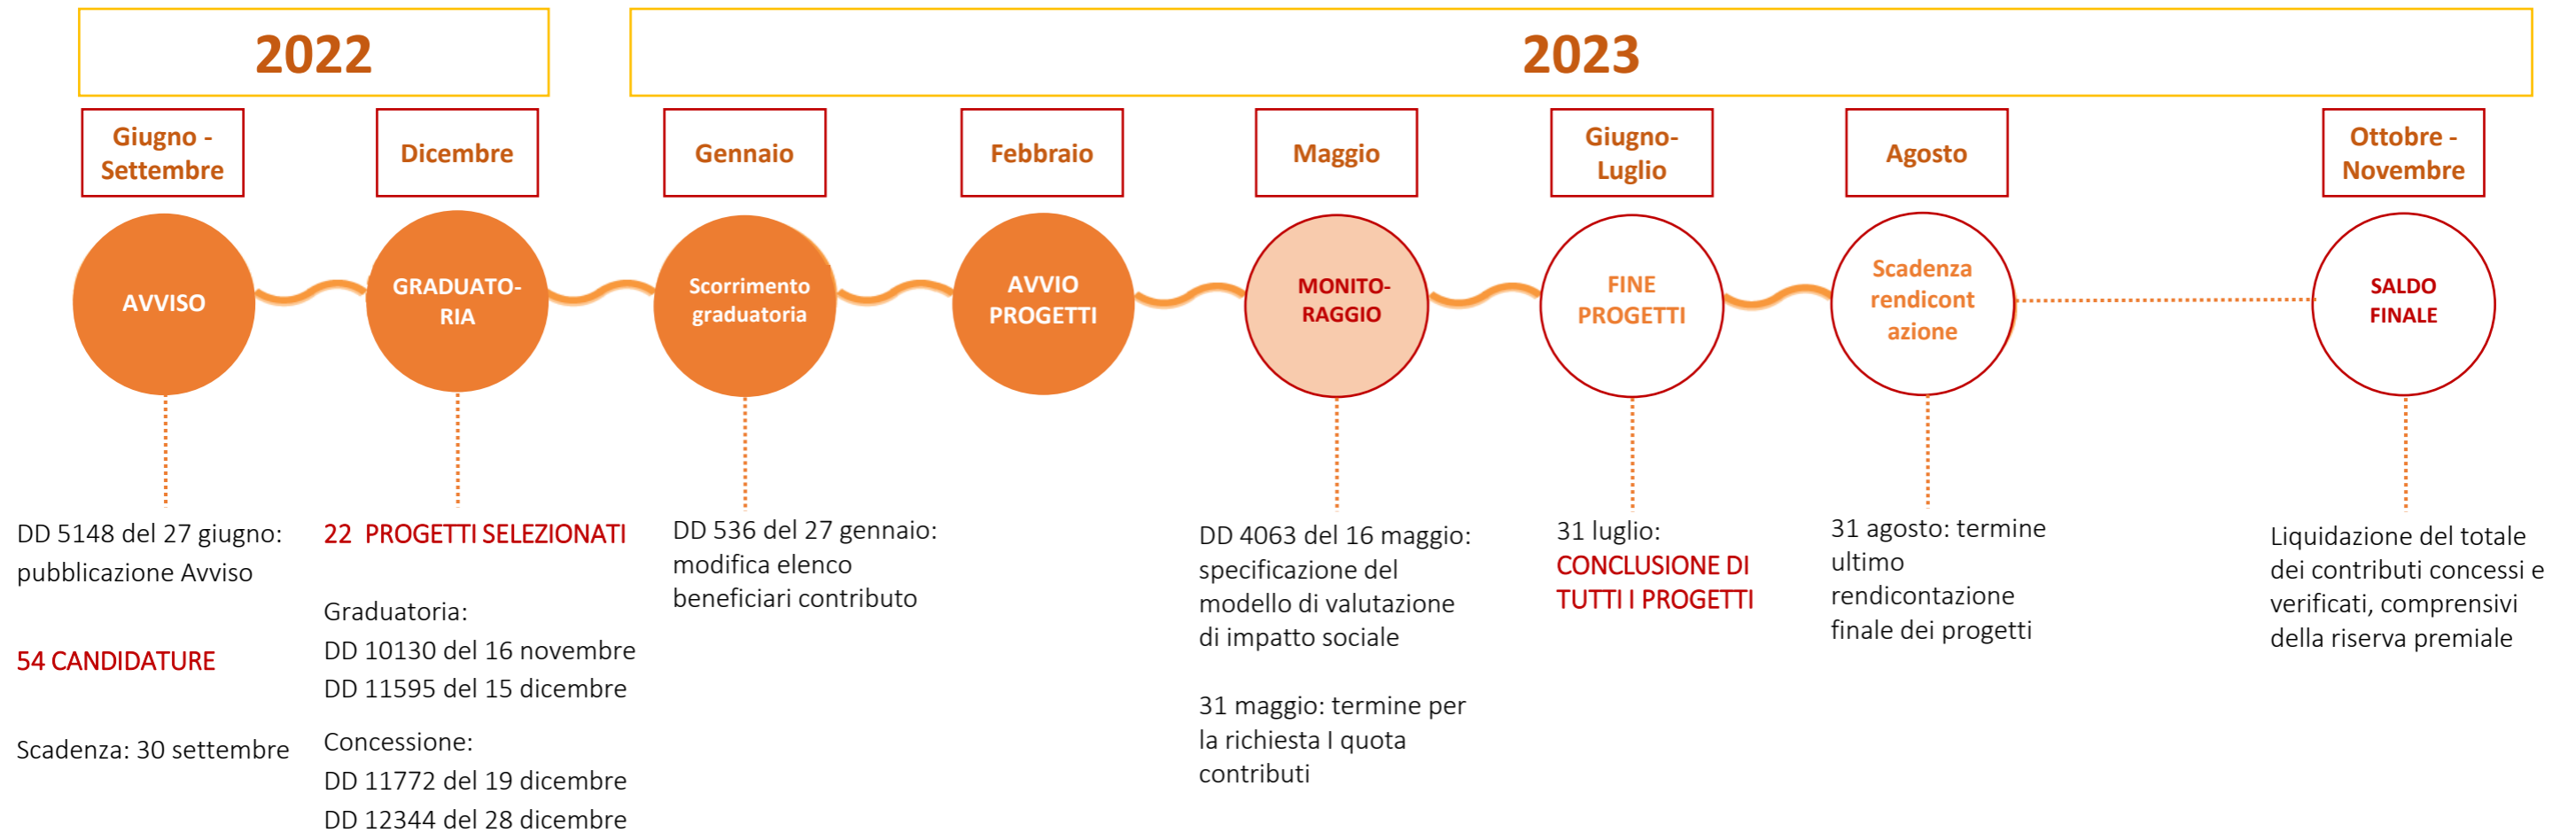 2022
2023
Giugno -
Settembre
Dicembre
Gennaio
Febbraio
Maggio
Giugno-
Luglio
Agosto
Ottobre -
Novembre
AVVISO
GRADUATO-
RIA
Scorrimento
graduatoria
AVVIO
PROGETTI
MONITO-
RAGGIO
FINE
PROGETTI
Scadenza
rendicont
azione
SALDO
FINALE
DD 5148 del 27 giugno:
pubblicazione Avviso
54 CANDIDATURE
Scadenza: 30 settembre
22 PROGETTI SELEZIONATI
Graduatoria:
DD 10130 del 16 novembre
DD 11595 del 15 dicembre
Concessione:
DD 11772 del 19 dicembre
DD 12344 del 28 dicembre
DD 536 del 27 gennaio:
modifica elenco
beneficiari contributo
DD 4063 del 16 maggio:
specificazione del
modello di valutazione
di impatto sociale
31 maggio: termine per
la richiesta I quota
contributi
31 luglio:
CONCLUSIONE DI
TUTTI I PROGETTI
31 agosto: termine
ultimo
rendicontazione
finale dei progetti
Liquidazione del totale
dei contributi concessi e
verificati, comprensivi
della riserva premiale